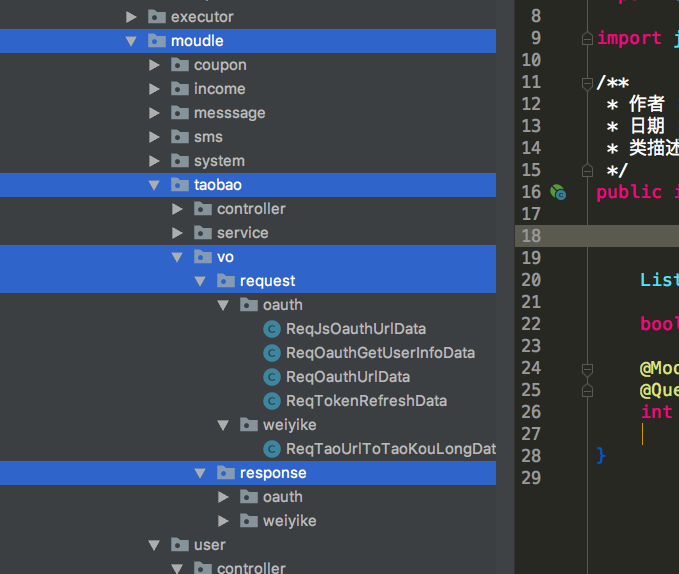 executor
moudle
coupon
income
messsage
sms
system
taobao
controller
service
vo
request
oauth
ReqJsOauthUrlData
ReqOauthGetUserInfoData
ReqOauthUrlData
ReqTokenRefreshData
weiyike
ReqTaoUrlToTaoKouLongDat
response
oauth
weiyike
user
controller
8
9 import j
10
11 /**
12 * 作者
13 * 日期
14 * 类描述
15 */
16 public i
17
18
19
20 List
21
22 bool
23
24 @Mod
25 @Que
26 int
27
28 }
29